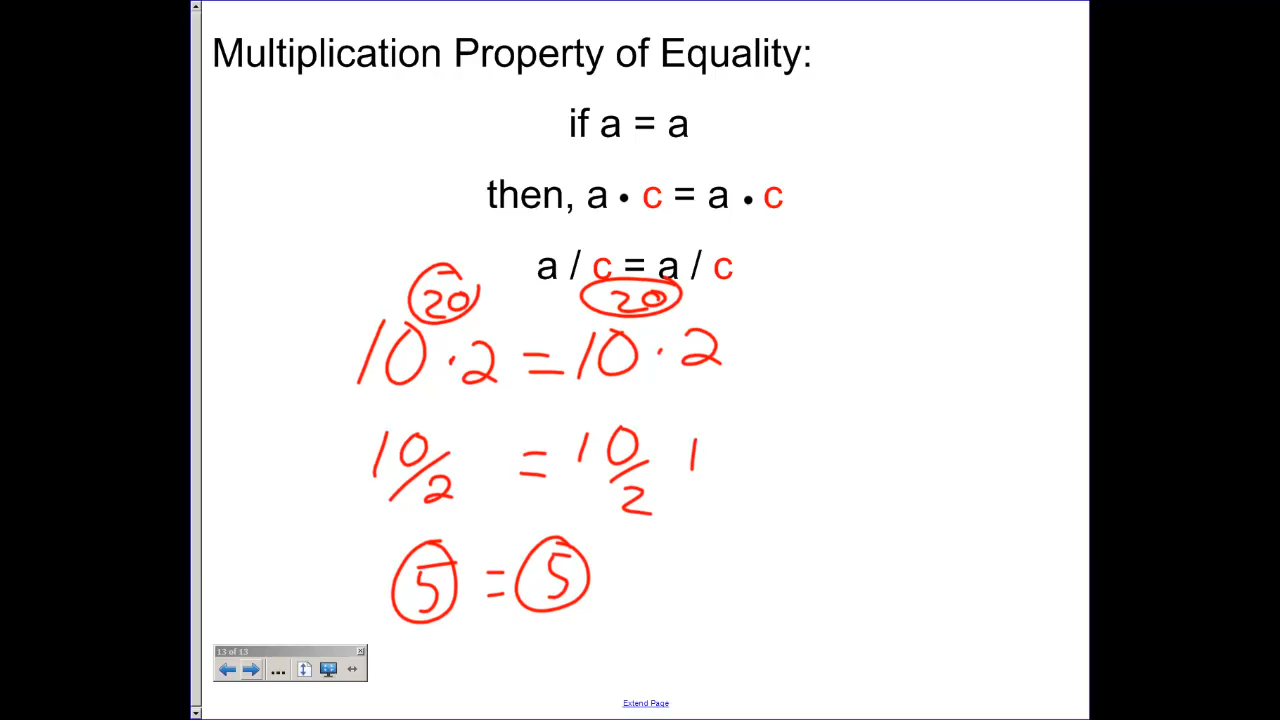 Multiplication Property of Equality:
if a = a
then, a • c = a • c
a / c = a / c
20 20
10 · 2 = 10 · 2
10/2 = 10/2 1
5 = 5
13 of 13
...
Extend Page